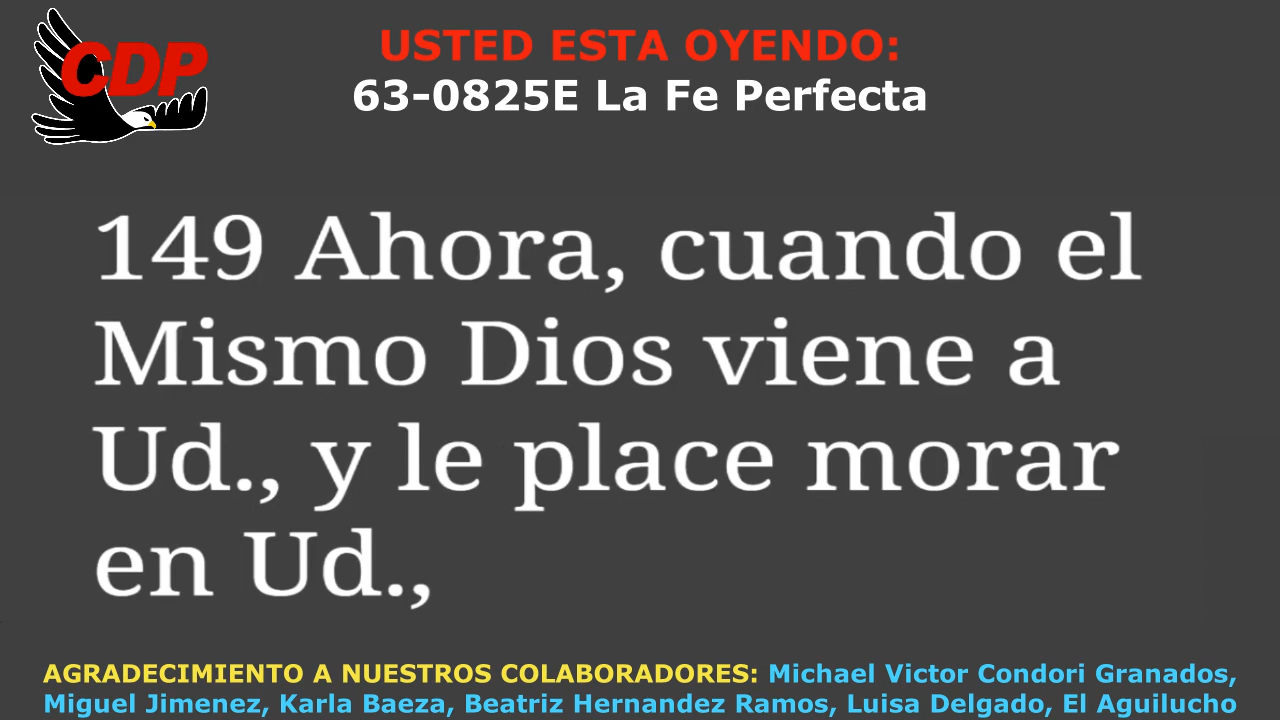 CDP
USTED ESTA OYENDO:
63-0825E La Fe Perfecta
149 Ahora, cuando el
Mismo Dios viene a
Ud., y le place morar
en Ud.,
AGRADECIMIENTO A NUESTROS COLABORADORES: Michael Victor Condori Granados,
Miguel Jimenez, Karla Baeza, Beatriz Hernandez Ramos, Luisa Delgado, El Aguilucho